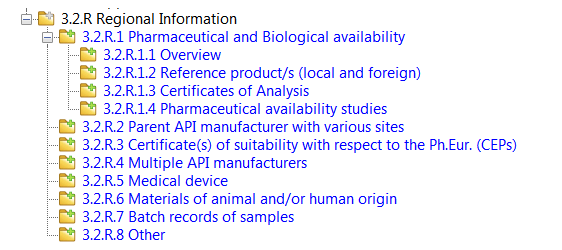 3.2.R Regional Information
3.2.R.1 Pharmaceutical and Biological availability
3.2.R.1.1 Overview
3.2.R.1.2 Reference product/s (local and foreign)
3.2.R.1.3 Certificates of Analysis
3.2.R.1.4 Pharmaceutical availability studies
3.2.R.2 Parent API manufacturer with various sites
3.2.R.3 Certificate(s) of suitability with respect to the Ph.Eur. (CEPs)
3.2.R.4 Multiple API manufacturers
3.2.R.5 Medical device
3.2.R.6 Materials of animal and/or human origin
3.2.R.7 Batch records of samples
3.2.R.8 Other